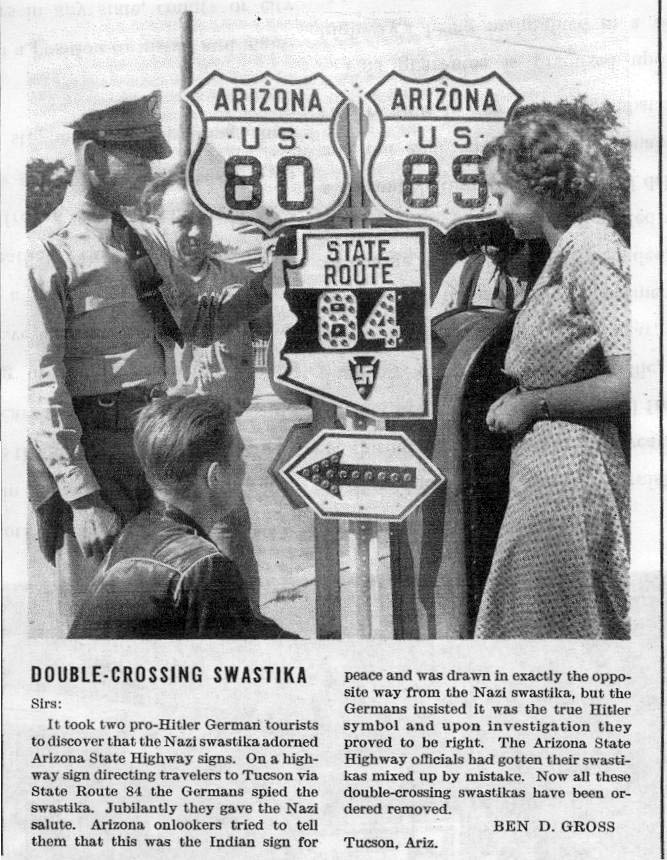 ARIZONA
US
80
ARIZONA
US
89
STATE
ROUTE
84
DOUBLE-CROSSING SWASTIKA
Sirs:
It took two pro-Hitler German tourists
to discover that the Nazi swastika adorned
Arizona State Highway signs. On a high-
way sign directing travelers to Tucson via
State Route 84 the Germans spied the
swastika. Jubilantly they gave the Nazi
salute. Arizona onlookers tried to tell
them that this was the Indian sign for
peace and was drawn in exactly the oppo-
site way from the Nazi swastika, but the
Germans insisted it was the true Hitler
symbol and upon investigation they
proved to be right. The Arizona State
Highway officials had gotten their swasti-
kas mixed up by mistake. Now all these
double-crossing swastikas have been or-
dered removed.
BEN D. GROSS
Tucson, Ariz.